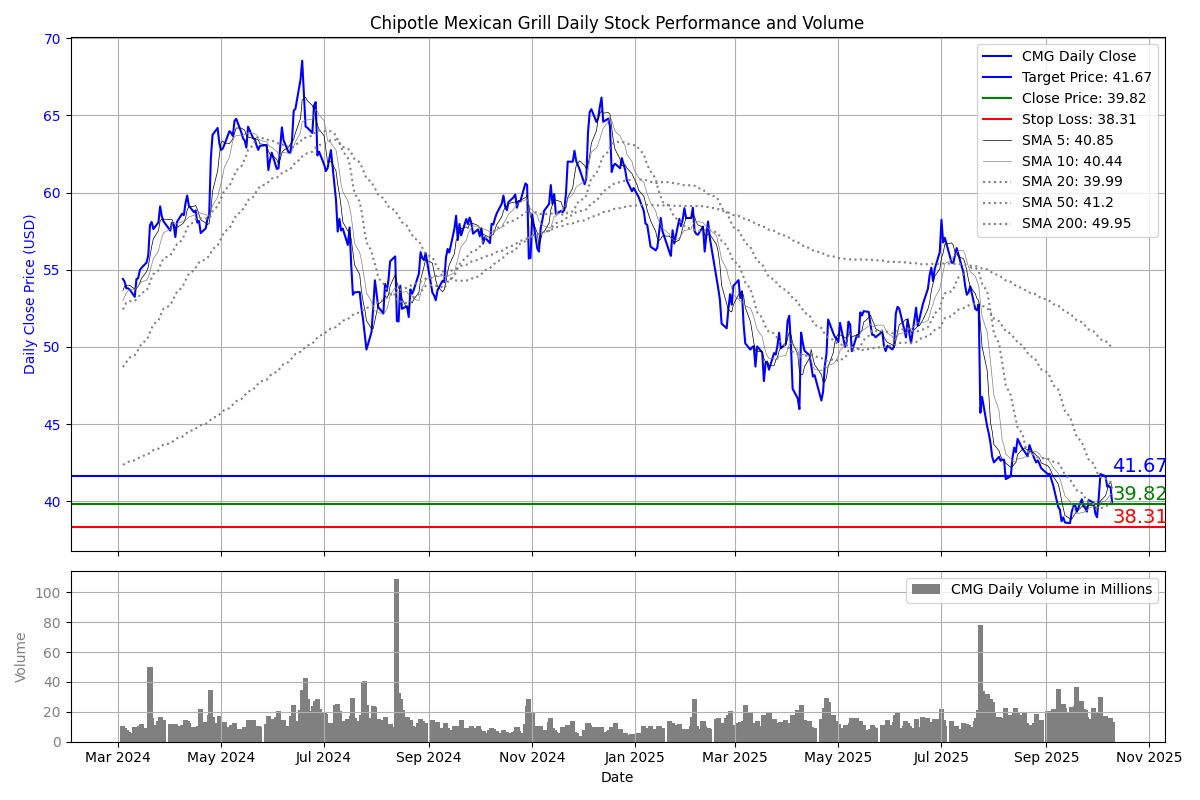 Chipotle Mexican Grill Daily Stock Performance and Volume
70
65
60
55
50
45
40
Daily Close Price (USD)
CMG Daily Close
Target Price: 41.67
Close Price: 39.82
Stop Loss: 38.31
SMA 5: 40.85
SMA 10: 40.44
SMA 20: 39.99
SMA 50: 41.2
SMA 200: 49.95
41.67
39.82
38.31
100
80
60
40
20
0
Volume
CMG Daily Volume in Millions
Mar 2024 May 2024 Jul 2024 Sep 2024 Nov 2024 Jan 2025 Mar 2025 May 2025 Jul 2025 Sep 2025 Nov 2025
Date